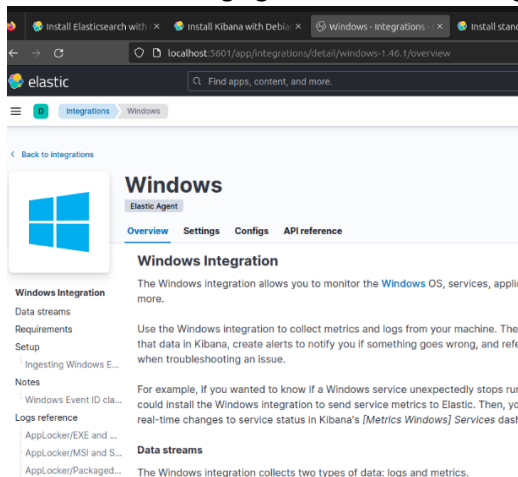 Install Elasticsearch with
Install Kibana with Debia
Windows - Integrations -
Install stand
localhost:5601/app/integrations/detail/windows-1.46.1/overview
elastic
Find apps, content, and more.
D
Integrations
Windows
Back to integrations
Windows
Elastic Agent
Overview Settings Configs API reference
Windows Integration
The Windows integration allows you to monitor the Windows OS, services, appli
more.
Use the Windows integration to collect metrics and logs from your machine. The
that data in Kibana, create alerts to notify you if something goes wrong, and refe
when troubleshooting an issue.
For example, if you wanted to know if a Windows service unexpectedly stops run
could install the Windows integration to send service metrics to Elastic. Then, yo
real-time changes to service status in Kibana's [Metrics Windows] Services dash
Data streams
The Windows integration collects two types of data: logs and metrics.
Windows Integration
Data streams
Requirements
Setup
Ingesting Windows E...
Notes
Windows Event ID cla...
Logs reference
AppLocker/EXE and ...
AppLocker/MSI and S...
AppLocker/Packaged...